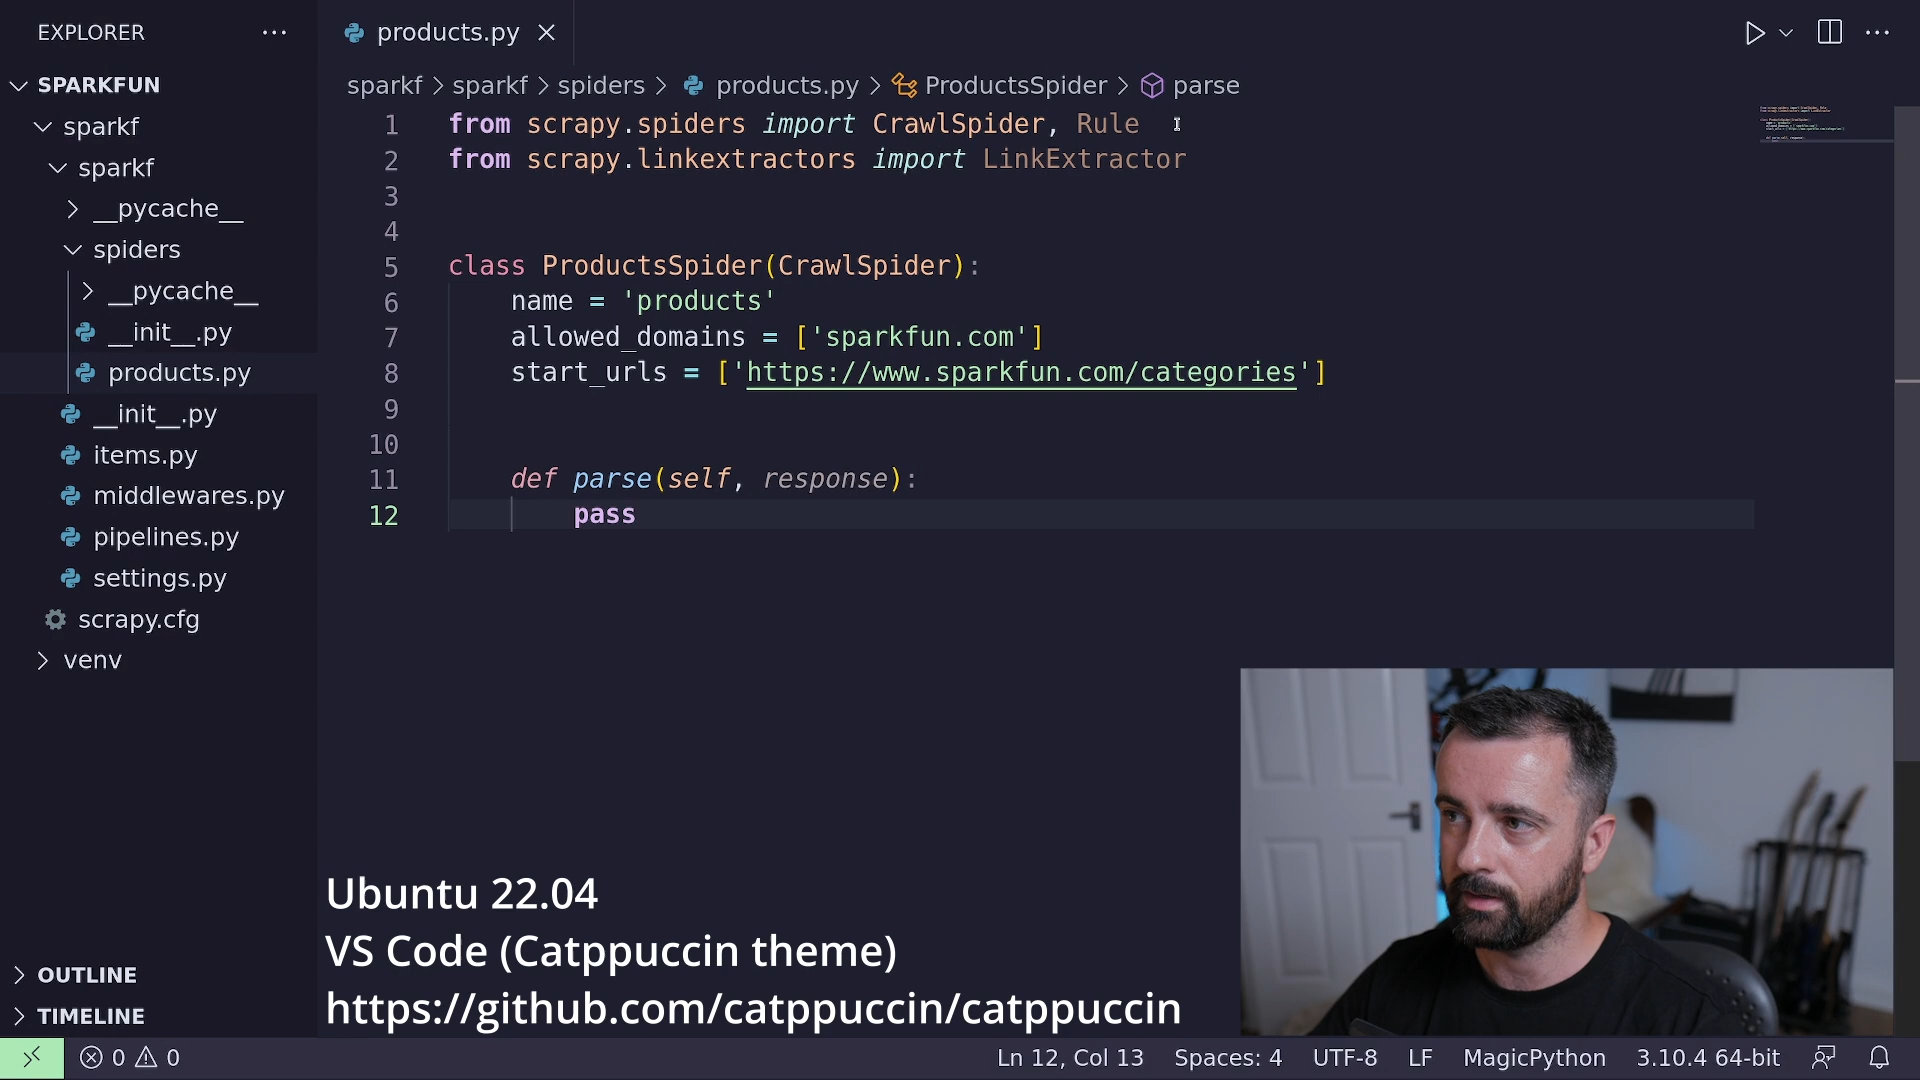 EXPLORER
SPARKFUN
sparkf
sparkf
__pycache__
spiders
__pycache__
__init__.py
products.py
__init__.py
items.py
middlewares.py
pipelines.py
settings.py
scrapy.cfg
venv
OUTLINE
TIMELINE
products.py
sparkf > sparkf > spiders > products.py > ProductsSpider > parse
1 from scrapy.spiders import CrawlSpider, Rule
2 from scrapy.linkextractors import LinkExtractor
3
4
5 class ProductsSpider(CrawlSpider):
6 name = 'products'
7 allowed_domains = ['sparkfun.com']
8 start_urls = ['https://www.sparkfun.com/categories']
9
10
11 def parse(self, response):
12 pass
Ubuntu 22.04
VS Code (Catppuccin theme)
https://github.com/catppuccin/catppuccin
0 0 Ln 12, Col 13 Spaces: 4 UTF-8 LF MagicPython 3.10.4 64-bit